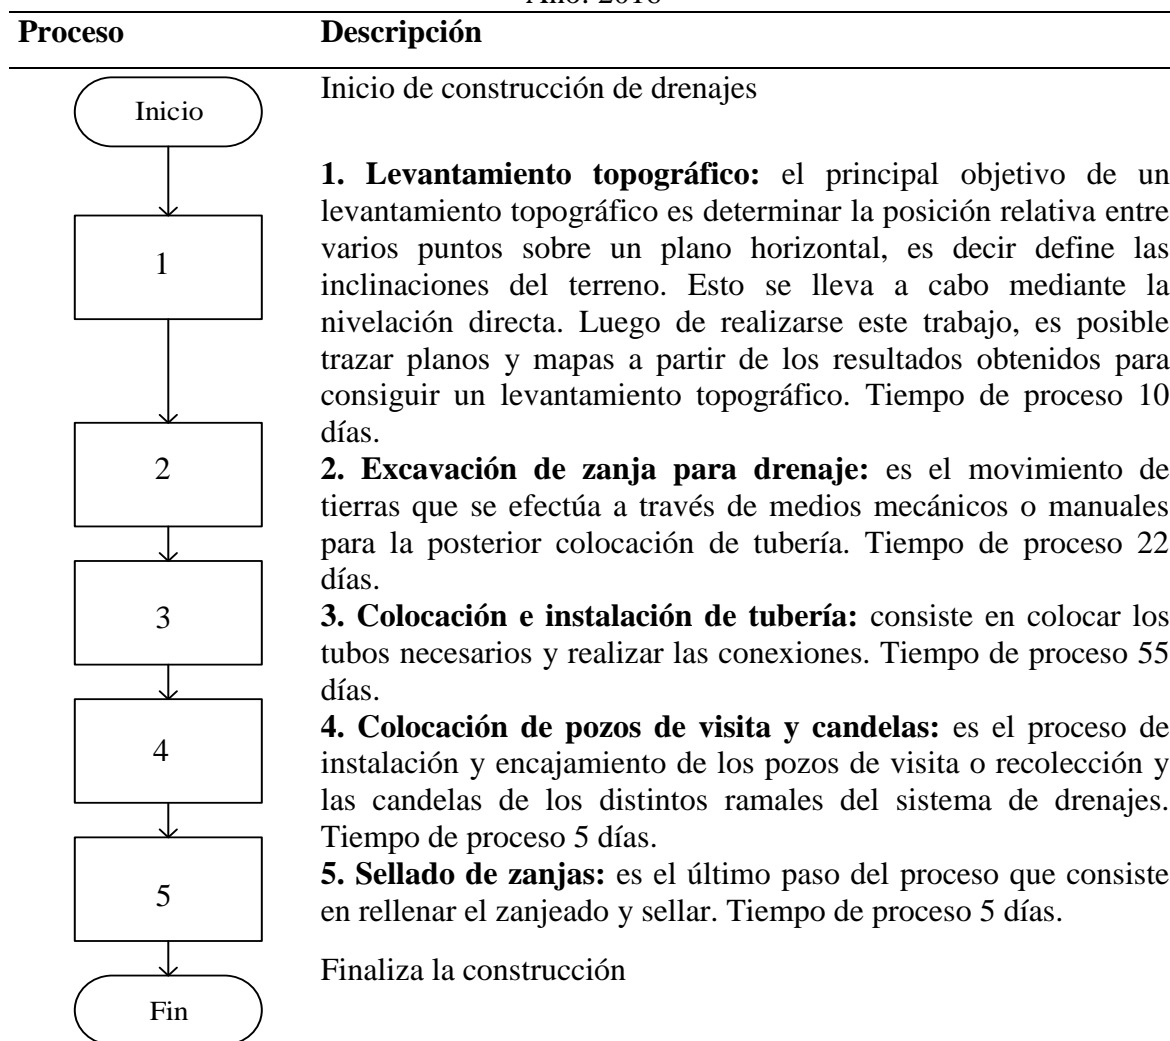 Año: 2018
Proceso Descripción
Inicio
Inicio de construcción de drenajes
1. Levantamiento topográfico: el principal objetivo de un
levantamiento topográfico es determinar la posición relativa entre
varios puntos sobre un plano horizontal, es decir define las
inclinaciones del terreno. Esto se lleva a cabo mediante la
nivelación directa. Luego de realizarse este trabajo, es posible
trazar planos y mapas a partir de los resultados obtenidos para
consiguir un levantamiento topográfico. Tiempo de proceso 10
días.
1
2. Excavación de zanja para drenaje: es el movimiento de
tierras que se efectúa a través de medios mecánicos o manuales
para la posterior colocación de tubería. Tiempo de proceso 22
días.
2
3. Colocación e instalación de tubería: consiste en colocar los
tubos necesarios y realizar las conexiones. Tiempo de proceso 55
días.
3
4. Colocación de pozos de visita y candelas: es el proceso de
instalación y encajamiento de los pozos de visita o recolección y
las candelas de los distintos ramales del sistema de drenajes.
Tiempo de proceso 5 días.
4
5. Sellado de zanjas: es el último paso del proceso que consiste
en rellenar el zanjeado y sellar. Tiempo de proceso 5 días.
5
Finaliza la construcción
Fin